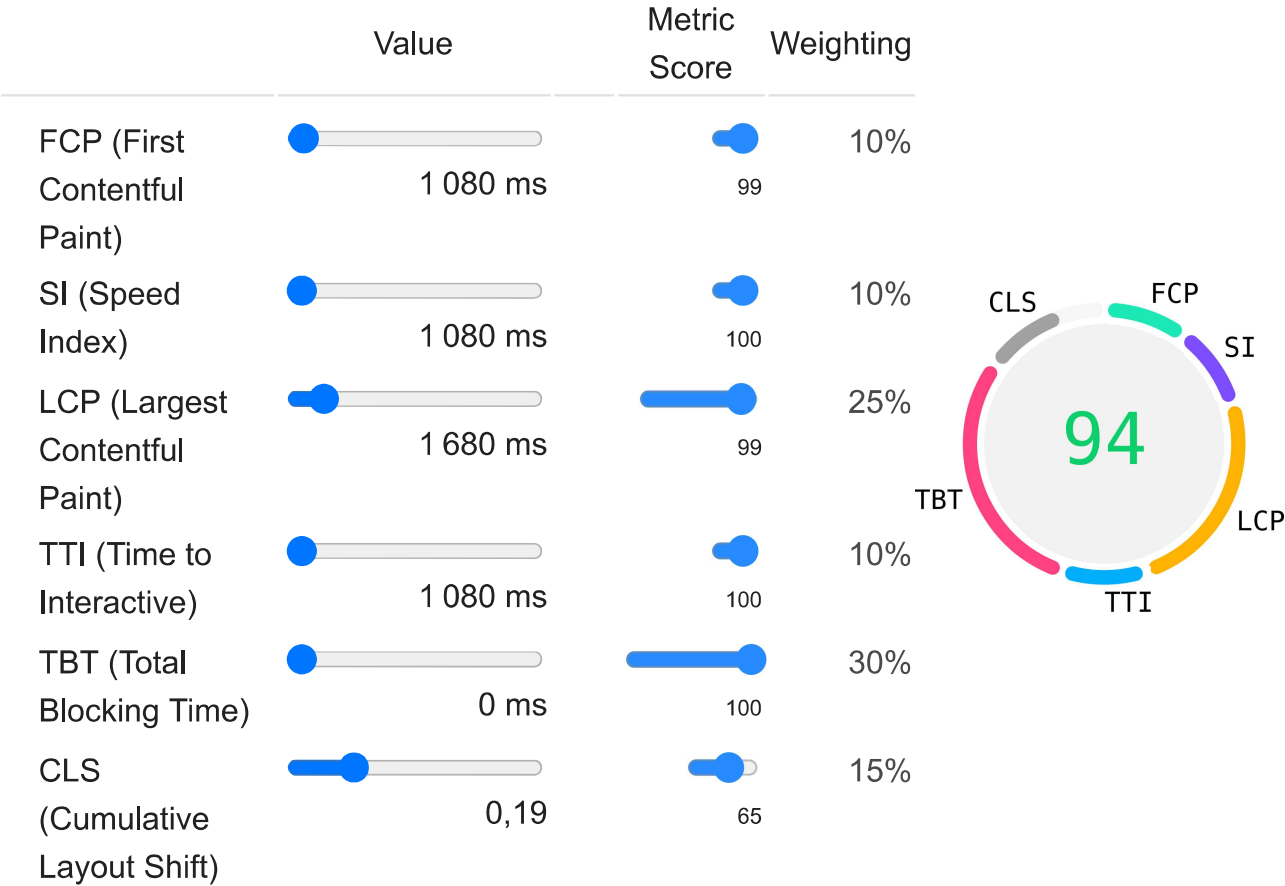 Value
Metric
Score
Weighting
FCP (First
Contentful
Paint)
1 080 ms
99
10%
SI (Speed
Index)
1 080 ms
100
10%
LCP (Largest
Contentful
Paint)
1 680 ms
99
25%
TTI (Time to
Interactive)
1 080 ms
100
10%
TBT (Total
Blocking Time)
0 ms
100
30%
CLS
(Cumulative
Layout Shift)
0,19
65
15%
CLS
FCP
SI
94
TBT
LCP
TTI